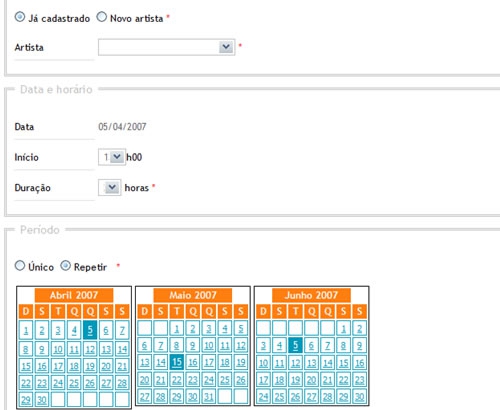 Já cadastrado Novo artista *
Artista *
Data e horário
Data 05/04/2007
Início 1 h00
Duração horas *
Período
Único Repetir *
Abril 2007 Maio 2007 Junho 2007
D S T Q Q S S D S T Q Q S S D S T Q Q S S
1 2 3 4 5 6 7 1 2 3 4 5 1 2
8 9 10 11 12 13 14 6 7 8 9 10 11 12 3 4 5 6 7 8 9
15 16 17 18 19 20 21 13 14 15 16 17 18 19 10 11 12 13 14 15 16
22 23 24 25 26 27 28 20 21 22 23 24 25 26 17 18 19 20 21 22 23
29 30 27 28 29 30 31 24 25 26 27 28 29 30